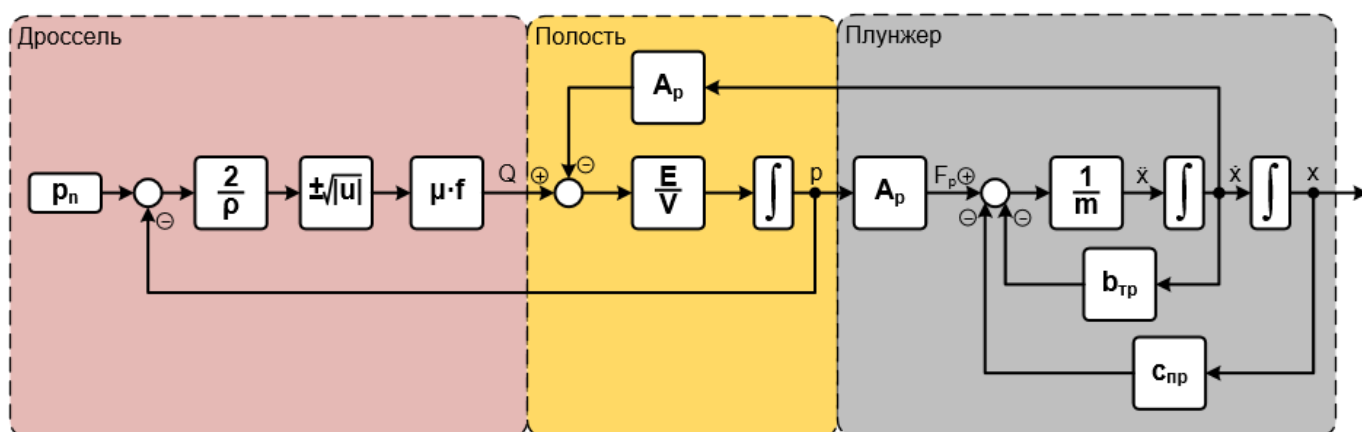 Дроссель
Полость
Плунжер
Aₚ
pₙ
⊖
2
ρ
±√|u|
μ·f
Q
⊕
⊖
E
V
∫
p
Aₚ
Fₚ
⊕
⊖
⊖
1
m
ẍ
∫
ẋ
∫
x
bтр
cпр